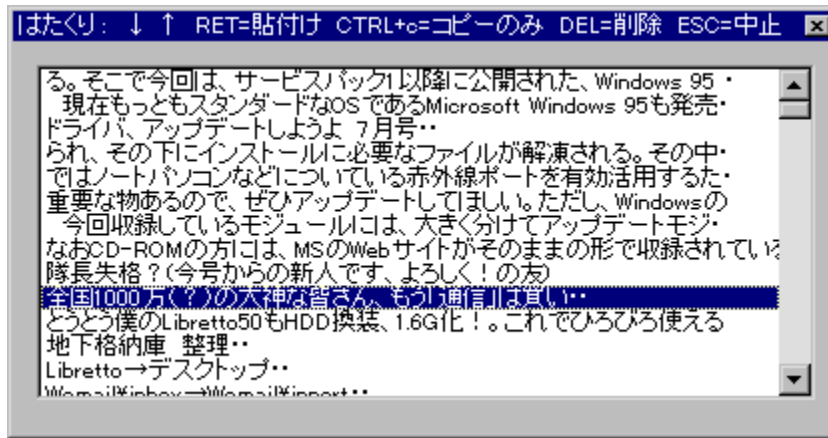 はたくり： ↓ ↑ RET=貼付け CTRL+c=コピーのみ DEL=削除 ESC=中止
る。そこで今回は、サービスパック1以降に公開された、Windows 95 ・
現在もっともスタンダードなOSであるMicrosoft Windows 95も発売・
ドライバ、アップデートしようよ 7月号・・
られ、その下にインストールに必要なファイルが解凍される。その中・
ではノートパソコンなどについている赤外線ポートを有効活用するた・
重要な物あるので、ぜひアップデートしてほしい。ただし、Windowsの
今回収録しているモジュールには、大きく分けてアップデートモジ・
なおCD-ROMの方には、MSのWebサイトがそのままの形で収録されている
隊長失格？(今号からの新人です、よろしく！の友)
全国1000万(？)の大神な皆さん、もう「通信」は買い・・
とうとう僕のLibretto50もHDD換装、1.6G化！。これでひろびろ使える
地下格納庫 整理・・
Libretto→デスクトップ・・
Wemail¥inbox→Wemail¥inport・・